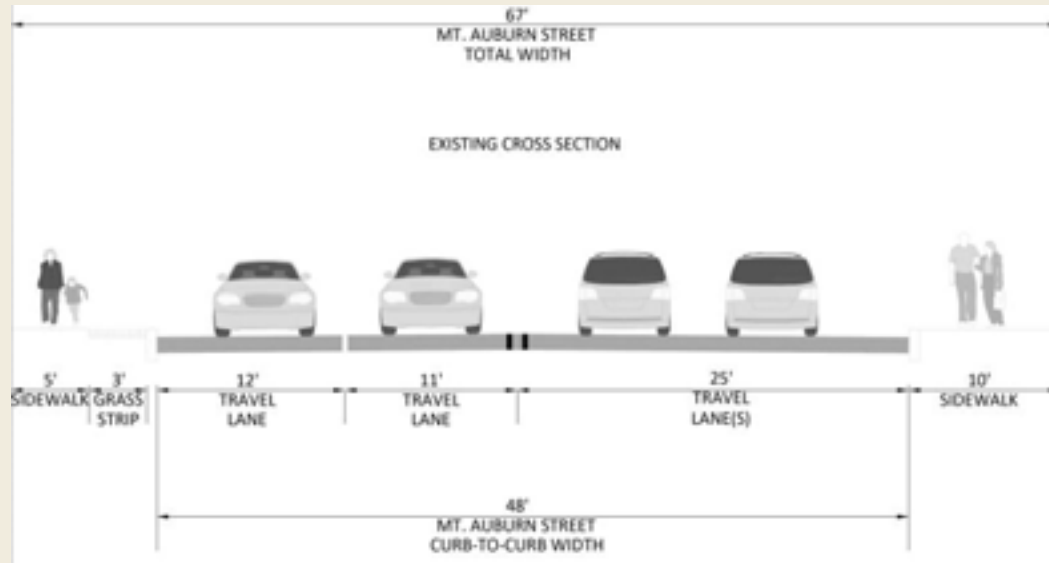 67'
MT. AUBURN STREET
TOTAL WIDTH
EXISTING CROSS SECTION
5'
SIDEWALK
3'
GRASS
STRIP
12'
TRAVEL
LANE
11'
TRAVEL
LANE
25'
TRAVEL
LANE(S)
10'
SIDEWALK
48'
MT. AUBURN STREET
CURB-TO-CURB WIDTH